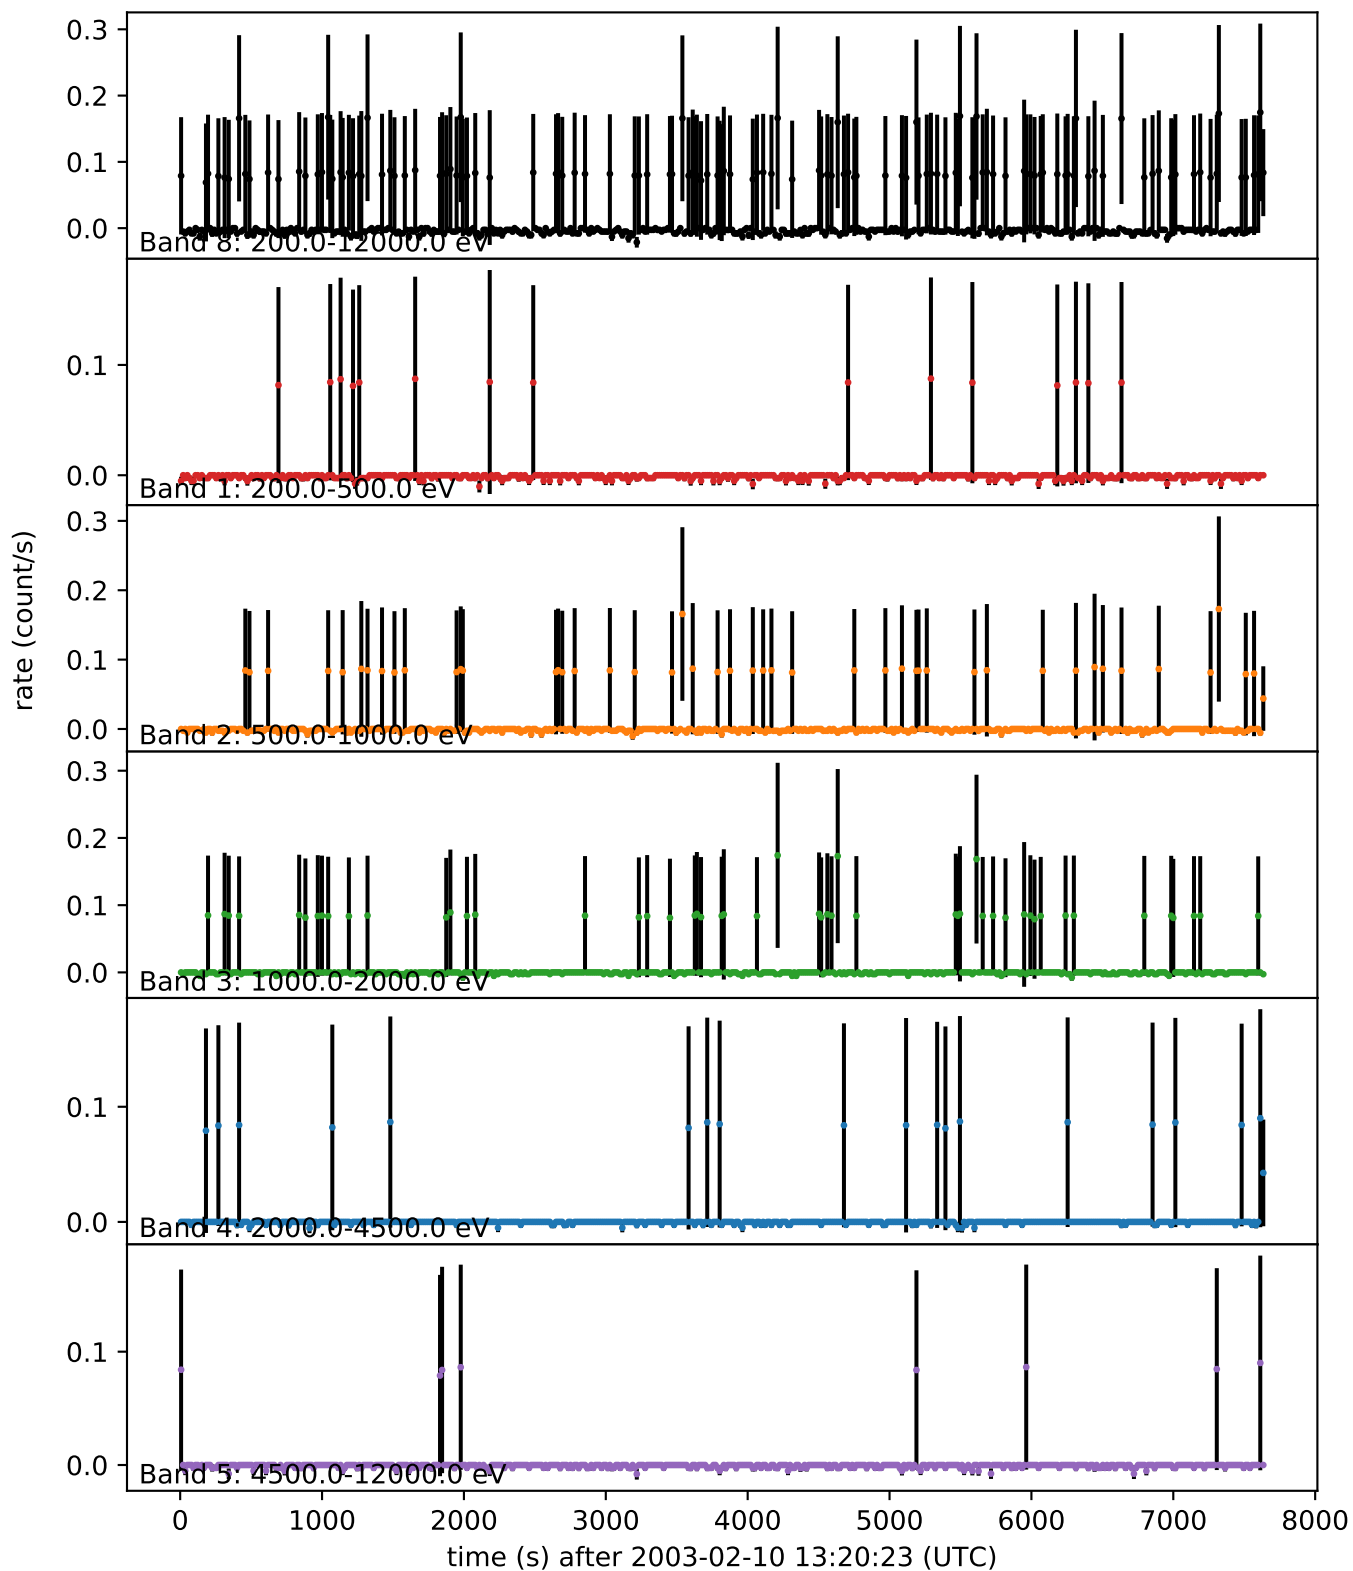 0.3
0.2
0.1
0.0
Band 8: 200.0-12000.0 eV
0.1
0.0
Band 1: 200.0-500.0 eV
rate (count/s)
0.3
0.2
0.1
0.0
Band 2: 500.0-1000.0 eV
0.3
0.2
0.1
0.0
Band 3: 1000.0-2000.0 eV
0.1
0.0
Band 4: 2000.0-4500.0 eV
0.1
0.0
Band 5: 4500.0-12000.0 eV
0 1000 2000 3000 4000 5000 6000 7000 8000
time (s) after 2003-02-10 13:20:23 (UTC)